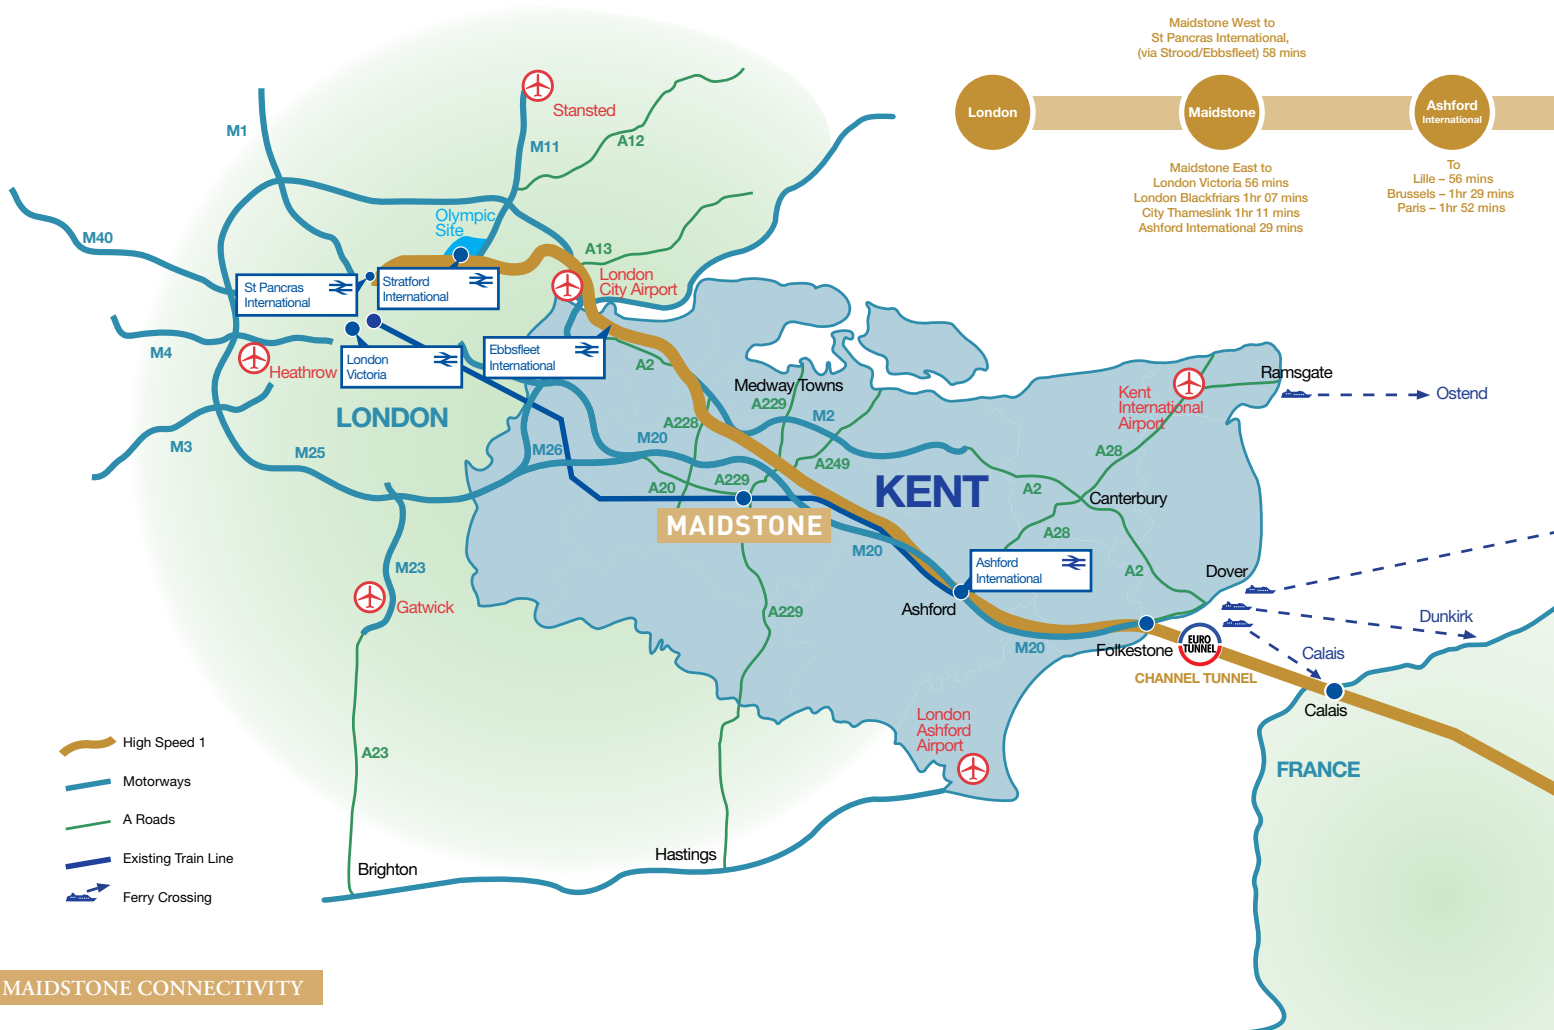 Maidstone West to
St Pancras International,
(via Strood/Ebbsfleet) 58 mins
London
Maidstone
Ashford
International
Maidstone East to
London Victoria 56 mins
London Blackfriars 1hr 07 mins
City Thameslink 1hr 11 mins
Ashford International 29 mins
To
Lille – 56 mins
Brussels – 1hr 29 mins
Paris – 1hr 52 mins
Stansted
M1
M11
A12
Olympic
Site
M40
A13
St Pancras
International
Stratford
International
London
City Airport
M4
Heathrow
London
Victoria
Ebbsfleet
International
A2
Medway Towns
Kent
International
Airport
Ramsgate
Ostend
LONDON
A229
M2
A228
M3
M25
M26
M20
A249
A28
A20
A229
KENT
A2
Canterbury
MAIDSTONE
M20
A28
M23
Ashford
International
A2
Dover
Gatwick
A229
Ashford
Dunkirk
M20
Folkestone
EURO
TUNNEL
Calais
CHANNEL TUNNEL
London
Ashford
Airport
Calais
FRANCE
High Speed 1
A23
Motorways
A Roads
Existing Train Line
Ferry Crossing
Brighton
Hastings
MAIDSTONE CONNECTIVITY